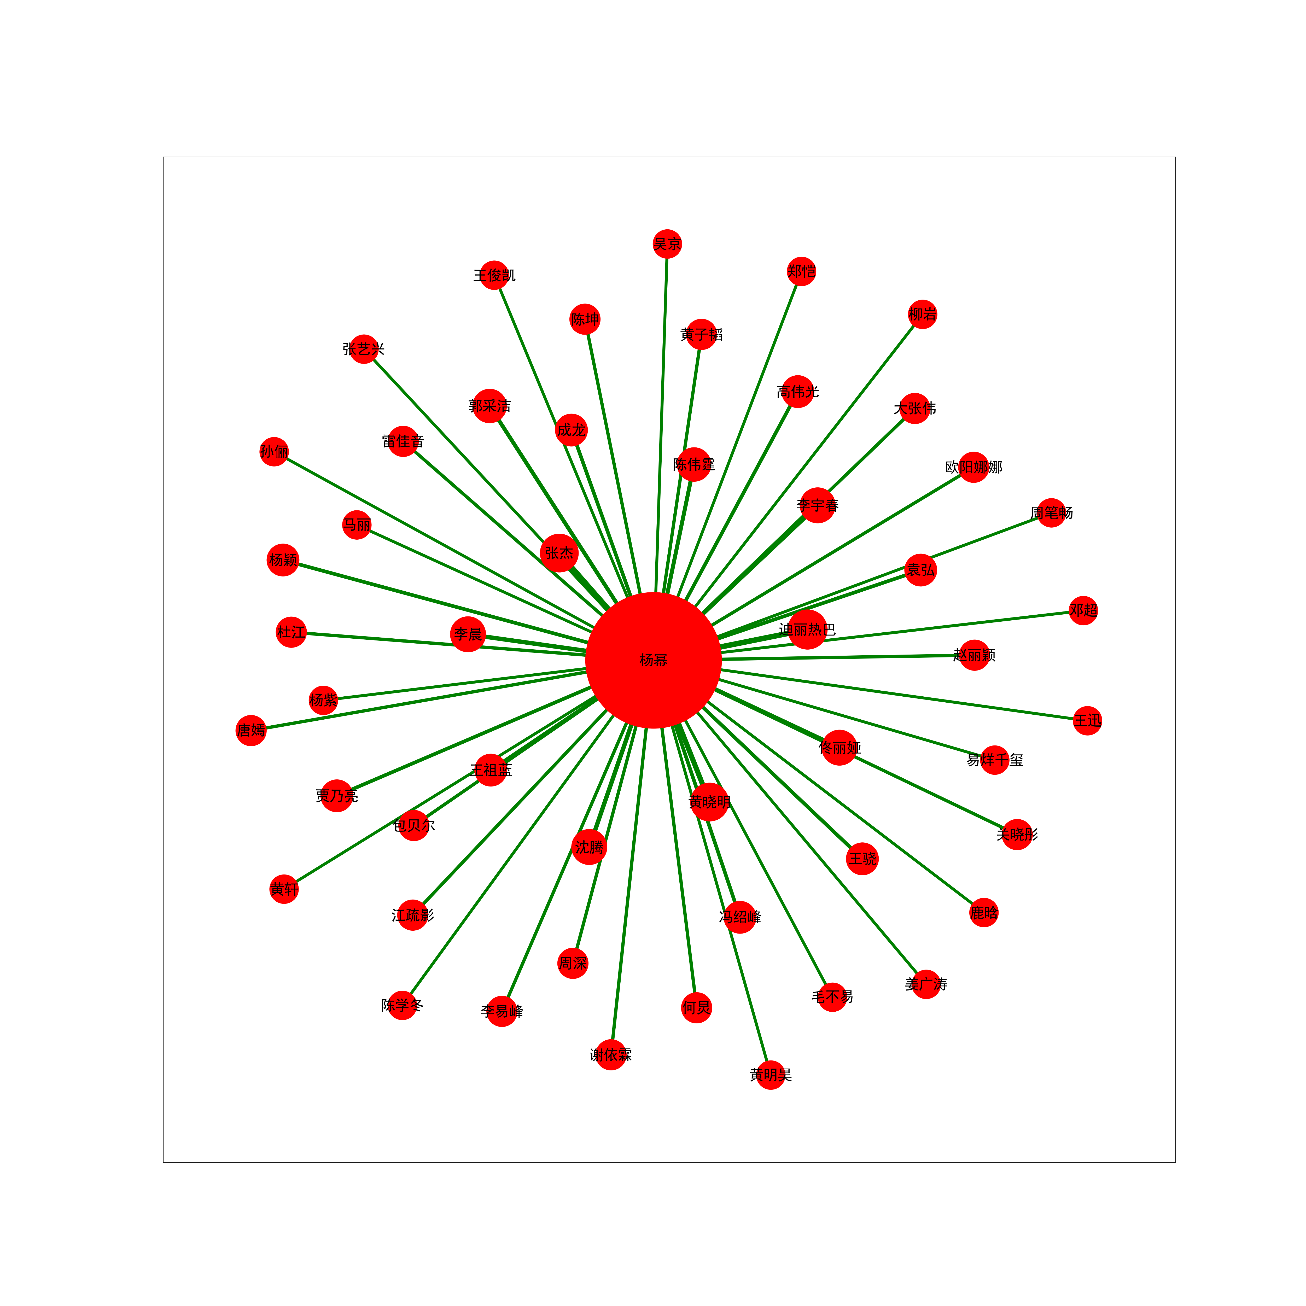 吴京
郑恺
王俊凯
柳岩
陈坤
黄子韬
张艺兴
高伟光
郭采洁
大张伟
成龙
雷佳音
孙俪
陈伟霆
欧阳娜娜
李宇春
周笔畅
马丽
张杰
杨颖
袁弘
邓超
迪丽热巴
杜江
李晨
赵丽颖
杨幂
杨紫
王迅
唐嫣
佟丽娅
易烊千玺
王祖蓝
贾乃亮
黄晓明
包贝尔
关晓彤
沈腾
王骁
黄轩
鹿晗
江疏影
冯绍峰
周深
姜广涛
毛不易
陈学冬
何炅
李易峰
谢依霖
黄明昊